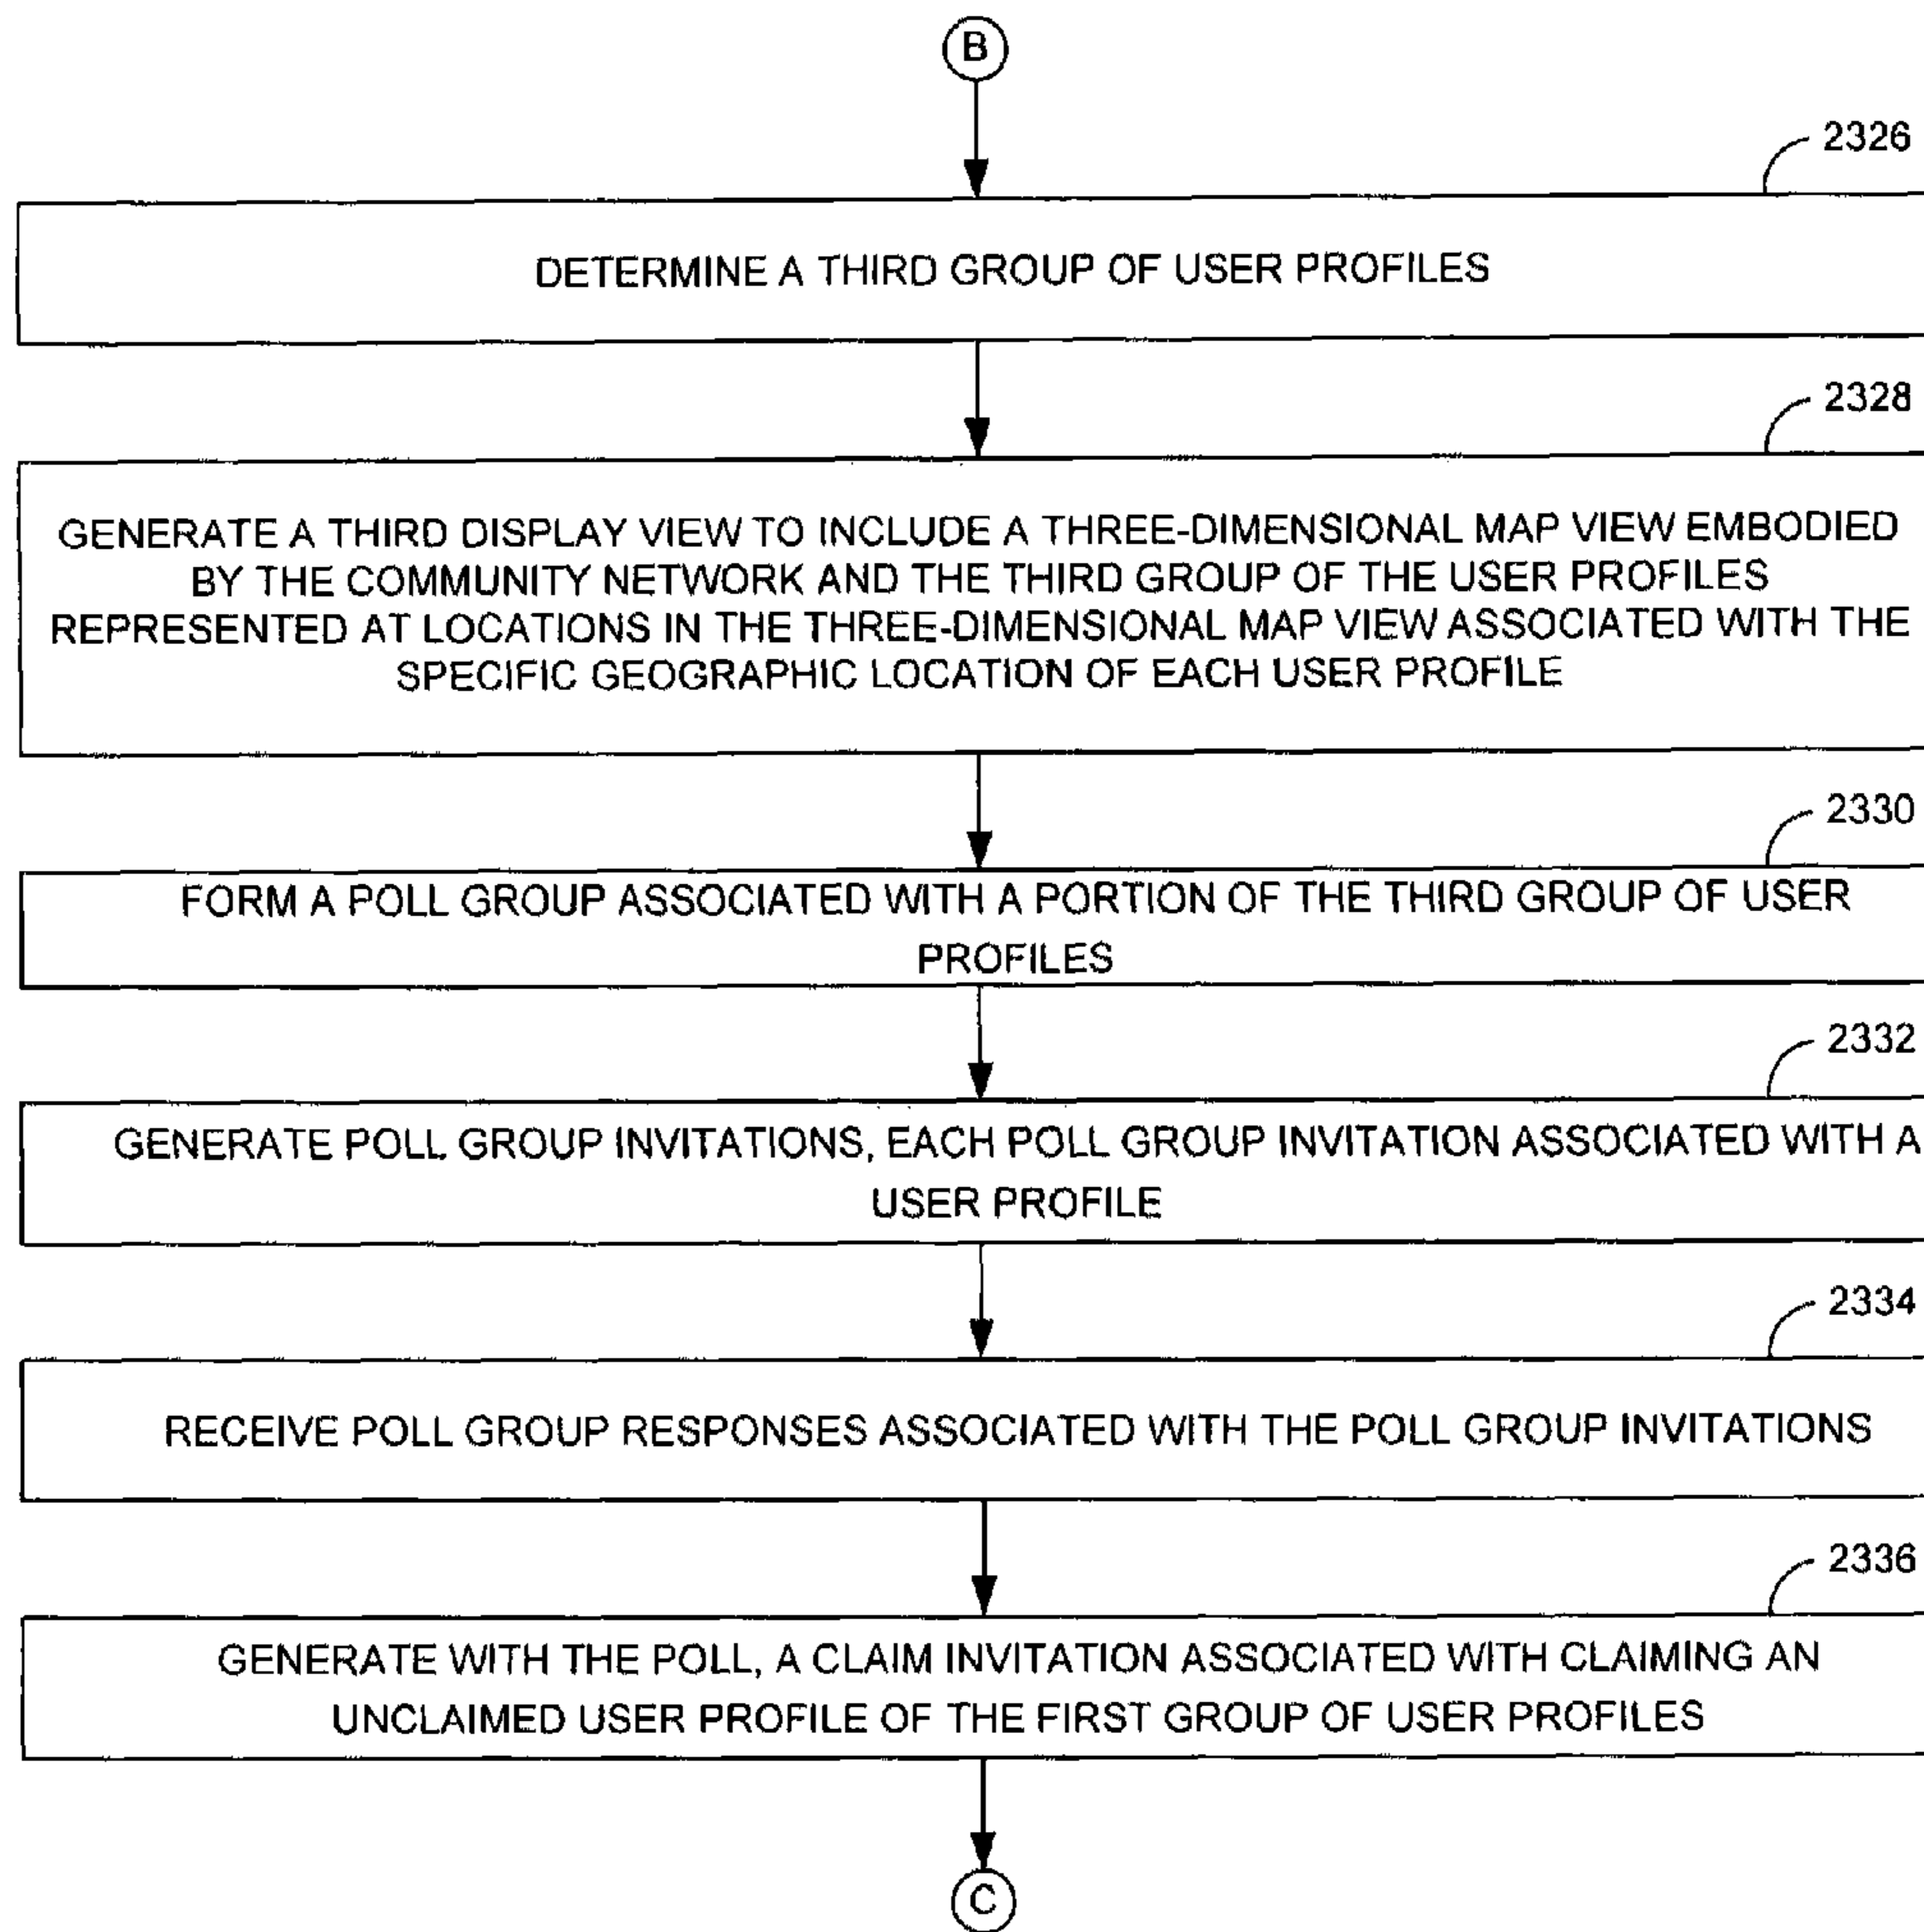 B
2326
DETERMINE A THIRD GROUP OF USER PROFILES
2328
GENERATE A THIRD DISPLAY VIEW TO INCLUDE A THREE-DIMENSIONAL MAP VIEW EMBODIED
BY THE COMMUNITY NETWORK AND THE THIRD GROUP OF THE USER PROFILES
REPRESENTED AT LOCATIONS IN THE THREE-DIMENSIONAL MAP VIEW ASSOCIATED WITH THE
SPECIFIC GEOGRAPHIC LOCATION OF EACH USER PROFILE
2330
FORM A POLL GROUP ASSOCIATED WITH A PORTION OF THE THIRD GROUP OF USER
PROFILES
2332
GENERATE POLL GROUP INVITATIONS, EACH POLL GROUP INVITATION ASSOCIATED WITH A
USER PROFILE
2334
RECEIVE POLL GROUP RESPONSES ASSOCIATED WITH THE POLL GROUP INVITATIONS
2336
GENERATE WITH THE POLL, A CLAIM INVITATION ASSOCIATED WITH CLAIMING AN
UNCLAIMED USER PROFILE OF THE FIRST GROUP OF USER PROFILES
C